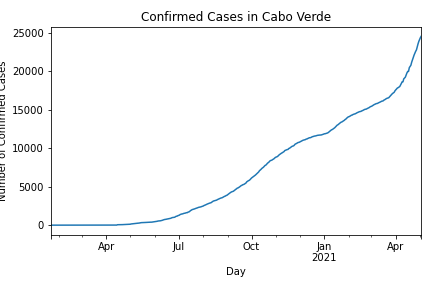 Confirmed Cases in Cabo Verde
25000
20000
15000
10000
5000
0
Number of Confirmed Cases
Apr
Jul
Oct
Jan
2021
Apr
Day